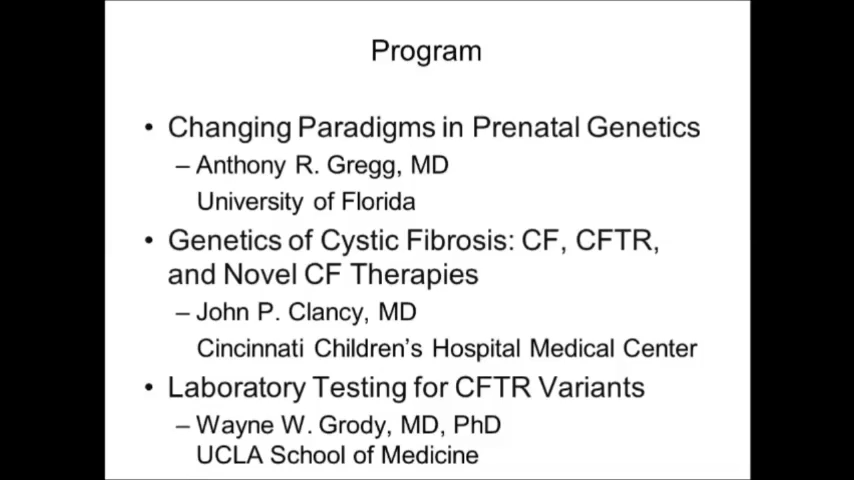 Program
• Changing Paradigms in Prenatal Genetics
– Anthony R. Gregg, MD
University of Florida
• Genetics of Cystic Fibrosis: CF, CFTR,
and Novel CF Therapies
– John P. Clancy, MD
Cincinnati Children's Hospital Medical Center
• Laboratory Testing for CFTR Variants
– Wayne W. Grody, MD, PhD
UCLA School of Medicine